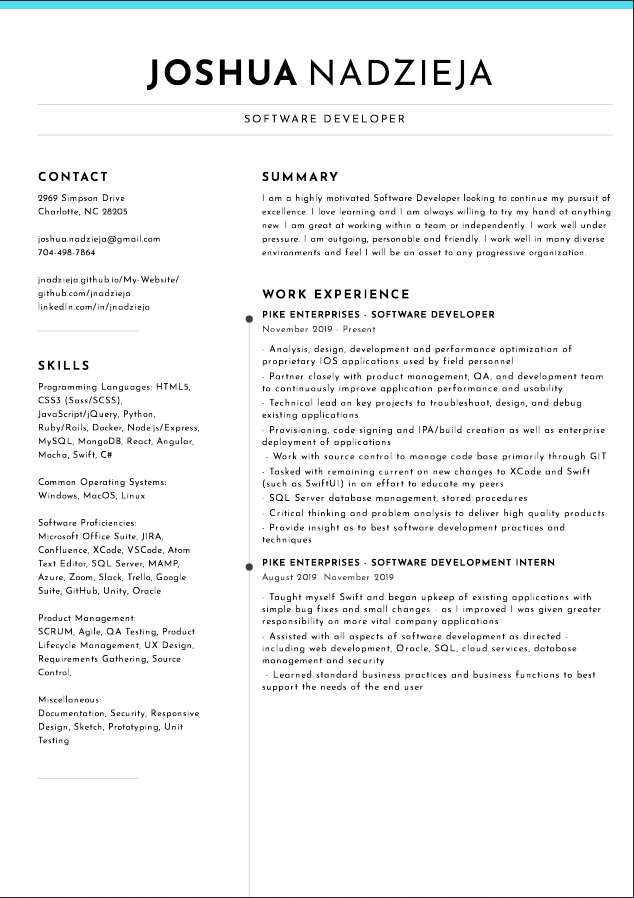 JOSHUA NADZIEJA
SOFTWARE DEVELOPER
CONTACT
2969 Simpson Drive
Charlotte, NC 28205
joshua.nadzieja@gmail.com
704-498-7864
jnadzieja.github.io/My-Website/
github.com/jnadzieja
linkedIn.com/in/jnadzieja
SKILLS
Programming Languages: HTML5,
CSS3 (Sass/SCSS),
JavaScript/jQuery, Python,
Ruby/Rails, Docker, Node.js/Express,
MySQL, MongoDB, React, Angular,
Mocha, Swift, C#
Common Operating Systems:
Windows, MacOS, Linux
Software Proficiencies:
Microsoft Office Suite, JIRA,
Confluence, XCode, VSCode, Atom
Text Editor, SQL Server, MAMP,
Azure, Zoom, Slack, Trello, Google
Suite, GitHub, Unity, Oracle
Product Management:
SCRUM, Agile, QA Testing, Product
Lifecycle Management, UX Design,
Requirements Gathering, Source
Control,
Miscellaneous:
Documentation, Security, Responsive
Design, Sketch, Prototyping, Unit
Testing
SUMMARY
I am a highly motivated Software Developer looking to continue my pursuit of
excellence. I love learning and I am always willing to try my hand at anything
new. I am great at working within a team or independently. I work well under
pressure. I am outgoing, personable and friendly. I work well in many diverse
environments and feel I will be an asset to any progressive organization.
WORK EXPERIENCE
PIKE ENTERPRISES - SOFTWARE DEVELOPER
November 2019 - Present
- Analysis, design, development and performance optimization of
proprietary IOS applications used by field personnel
- Partner closely with product management, QA, and development team
to continuously improve application performance and usability
- Technical lead on key projects to troubleshoot, design, and debug
existing applications
- Provisioning, code-signing and IPA/build creation as well as enterprise
deployment of applications
- Work with source control to manage code base primarily through GIT
- Tasked with remaining current on new changes to XCode and Swift
(such as SwiftUI) in an effort to educate my peers
- SQL Server database management, stored procedures
- Critical thinking and problem analysis to deliver high quality products
- Provide insight as to best software development practices and
techniques
PIKE ENTERPRISES - SOFTWARE DEVELOPMENT INTERN
August 2019 -November 2019
- Taught myself Swift and began upkeep of existing applications with
simple bug fixes and small changes - as I improved I was given greater
responsibility on more vital company applications
- Assisted with all aspects of software development as directed -
including web development, Oracle, SQL, cloud services, database
management and security
- Learned standard business practices and business functions to best
support the needs of the end user